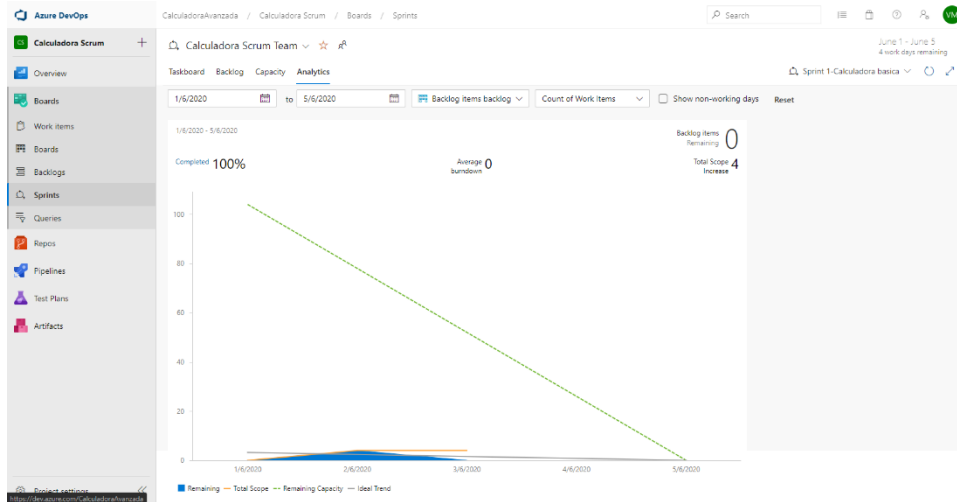 Azure DevOps
CalculadoraAvanzada / Calculadora Scrum / Boards / Sprints
Search
VM
CS Calculadora Scrum
Overview
Boards
Work items
Boards
Backlogs
Sprints
Queries
Repos
Pipelines
Test Plans
Artifacts
Project settings
https://dev.azure.com/CalculadoraAvanzada
Calculadora Scrum Team
June 1 - June 5
4 work days remaining
Taskboard Backlog Capacity Analytics
Sprint 1-Calculadora basica
1/6/2020 to 5/6/2020 Backlog items backlog Count of Work Items Show non-working days Reset
1/6/2020 - 5/6/2020
Completed 100%
Average burndown 0
Backlog items Remaining 0
Total Scope Increase 4
100
80
60
40
20
0
1/6/2020 2/6/2020 3/6/2020 4/6/2020 5/6/2020
Remaining Total Scope Remaining Capacity Ideal Trend